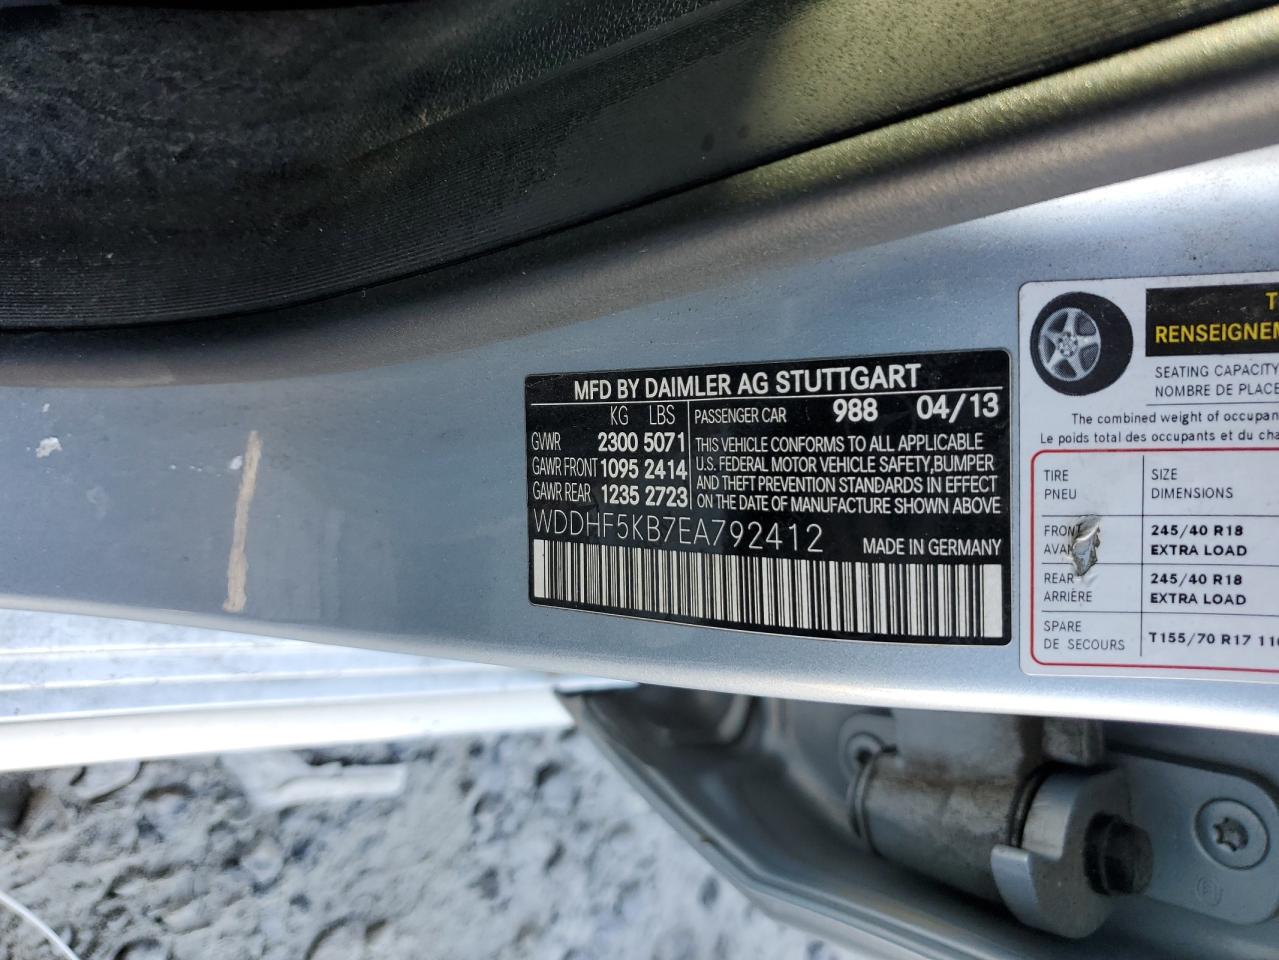 MFD BY DAIMLER AG STUTTGART
KG LBS
GVWR 2300 5071
GAWR FRONT 1095 2414
GAWR REAR 1235 2723
PASSENGER CAR 988 04/13
THIS VEHICLE CONFORMS TO ALL APPLICABLE
U.S. FEDERAL MOTOR VEHICLE SAFETY,BUMPER
AND THEFT PREVENTION STANDARDS IN EFFECT
ON THE DATE OF MANUFACTURE SHOWN ABOVE
WDDHF5KB7EA792412
MADE IN GERMANY
T
RENSEIGNEM
SEATING CAPACITY
NOMBRE DE PLACE
The combined weight of occupan
Le poids total des occupants et du cha
TIRE SIZE
PNEU DIMENSIONS
FRONT 245/40 R18
AVAN EXTRA LOAD
REAR 245/40 R18
ARRIÈRE EXTRA LOAD
SPARE
DE SECOURS
T155/70 R17 110